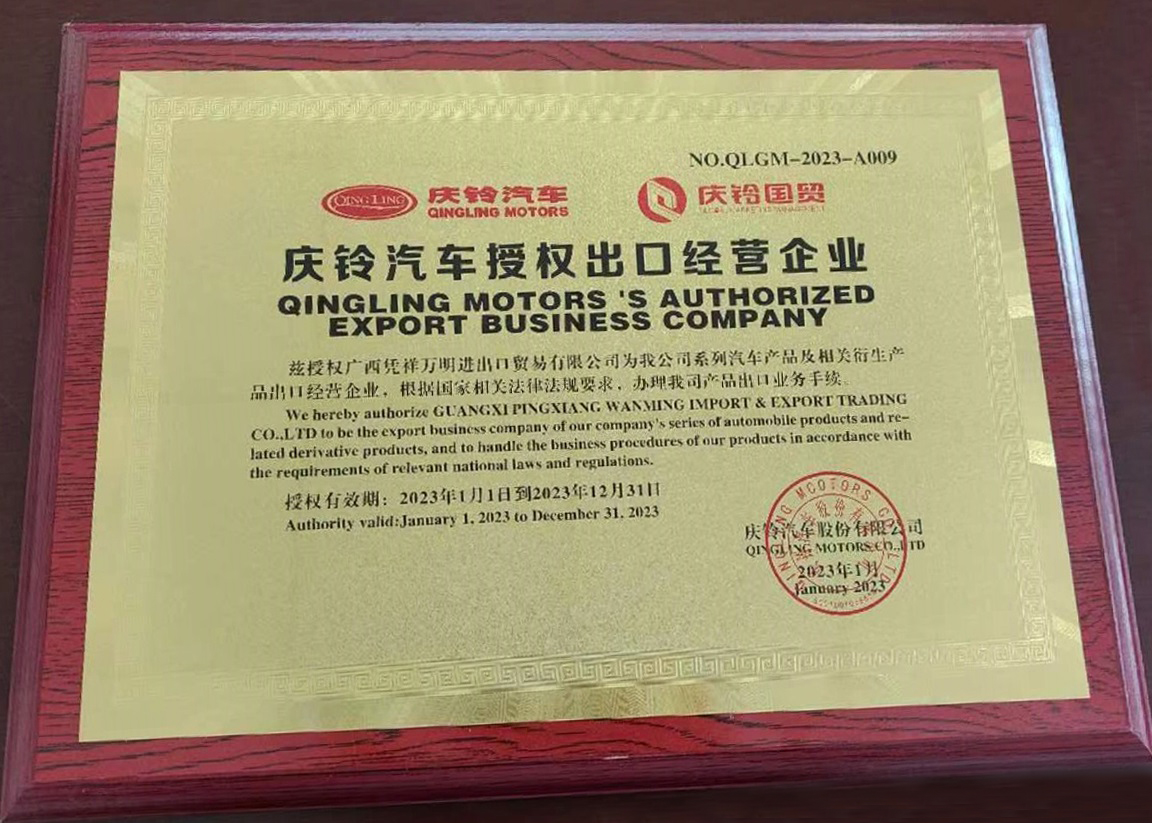 NO.QLGM-2023-A009
QING LING 庆铃汽车 庆铃国贸
QINGLING MOTORS
庆铃汽车授权出口经营企业
QINGLING MOTORS 'S AUTHORIZED
EXPORT BUSINESS COMPANY
兹授权广西凭祥万明进出口贸易有限公司为我公司系列汽车产品及相关衍生产
品出口经营企业，根据国家相关法律法规要求，办理我司产品出口业务手续。
We hereby authorize GUANGXI PINGXIANG WANMING IMPORT & EXPORT TRADING
CO.,LTD to be the export business company of our company's series of automobile products and re-
lated derivative products, and to handle the business procedures of our products in accordance with
the requirements of relevant national laws and regulations.
授权有效期：2023年1月1日到2023年12月31日
Authority valid:January 1, 2023 to December 31, 2023
庆铃汽车股份有限公司
QINGLING MOTORS CO.,LTD
2023年1月
January 2023